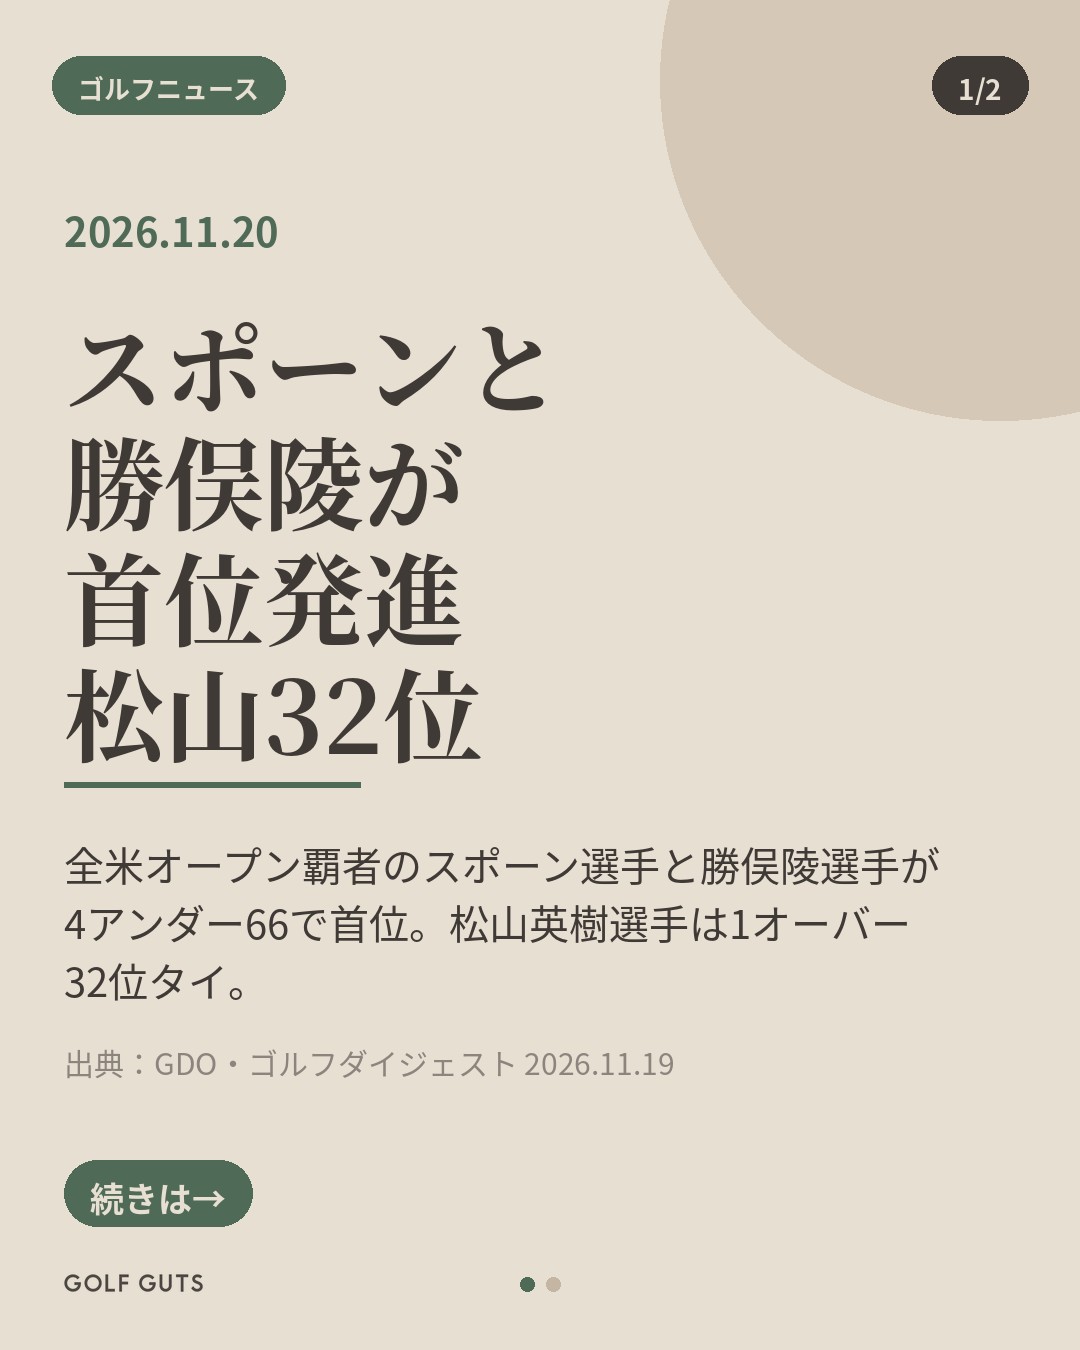 ゴルフニュース
1/2
2026.11.20
スポーンと
勝俣陵が
首位発進
松山32位
全米オープン覇者のスポーン選手と勝俣陵選手が
4アンダー66で首位。松山英樹選手は1オーバー
32位タイ。
出典：GDO・ゴルフダイジェスト 2026.11.19
続きは→
GOLF GUTS